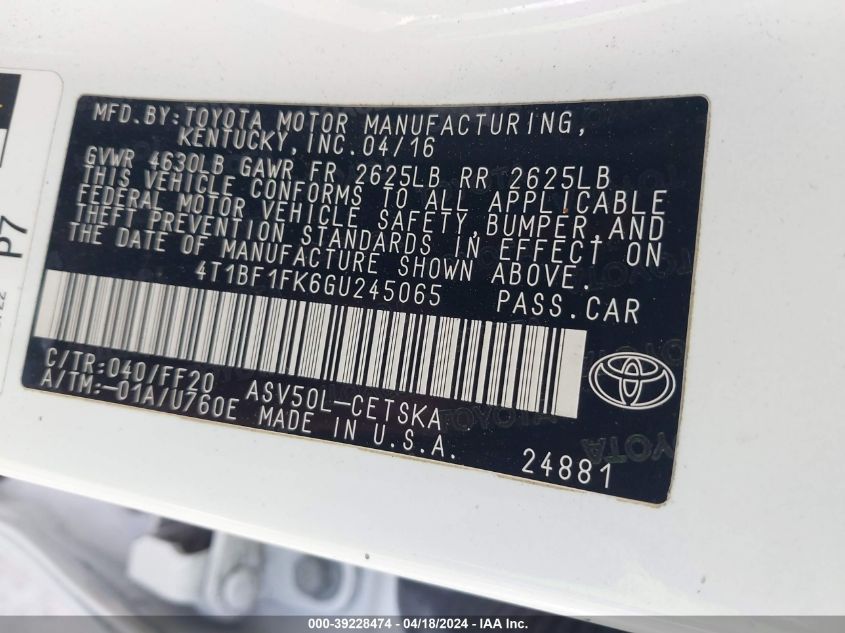 MFD.BY:TOYOTA MOTOR MANUFACTURING,
KENTUCKY,INC.04/16
GVWR 4630LB GAWR FR 2625LB RR 2625LB
THIS VEHICLE CONFORMS TO ALL APPLICABLE
FEDERAL MOTOR VEHICLE SAFETY,BUMPER,AND
THEFT PREVENTION STANDARDS IN EFFECT ON
THE DATE OF MANUFACTURE SHOWN ABOVE.
4T1BF1FK6GU245065 PASS.CAR
C/TR:040/FF20 ASV50L-CETSKA
A/TM:-01A/U760E MADE IN U.S.A.
24881
TOYOTA
P7
000-39228474 - 04/18/2024 - IAAI Inc.